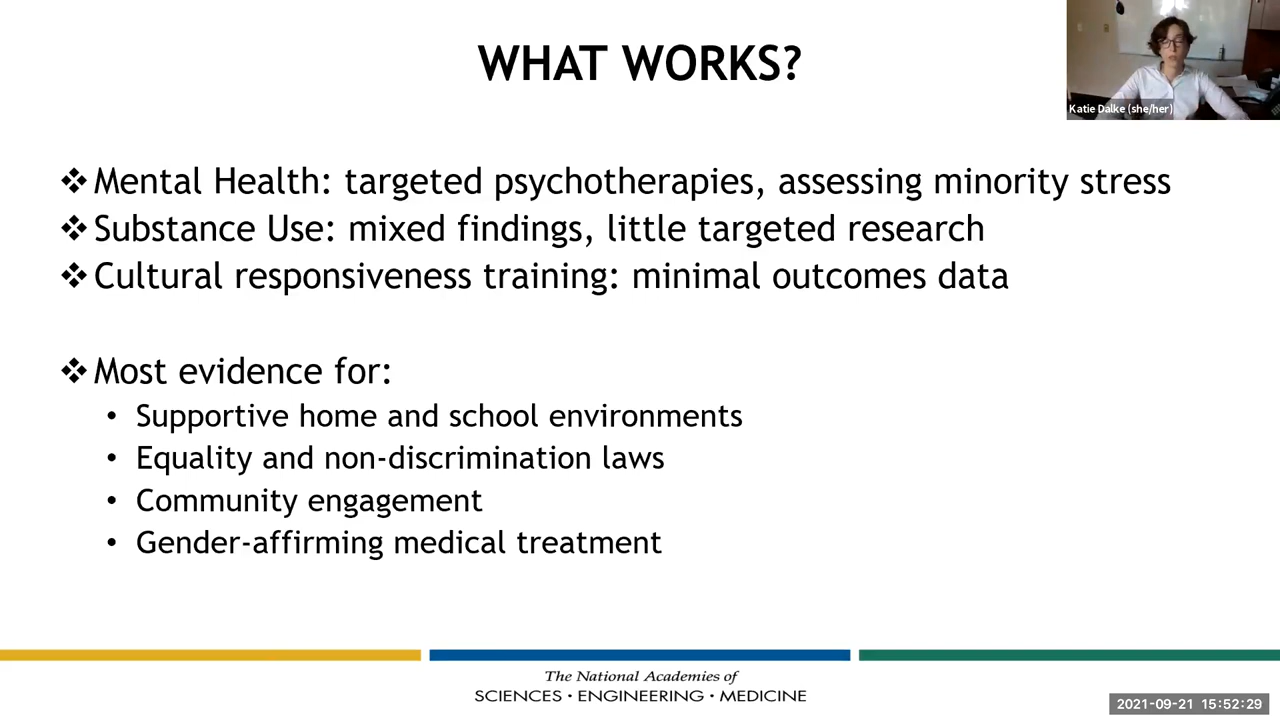 WHAT WORKS?
Katie Dalke (she/her)
❖ Mental Health: targeted psychotherapies, assessing minority stress
❖ Substance Use: mixed findings, little targeted research
❖ Cultural responsiveness training: minimal outcomes data
❖ Most evidence for:
• Supportive home and school environments
• Equality and non-discrimination laws
• Community engagement
• Gender-affirming medical treatment
The National Academies of
SCIENCES • ENGINEERING • MEDICINE
2021-09-21 15:52:29